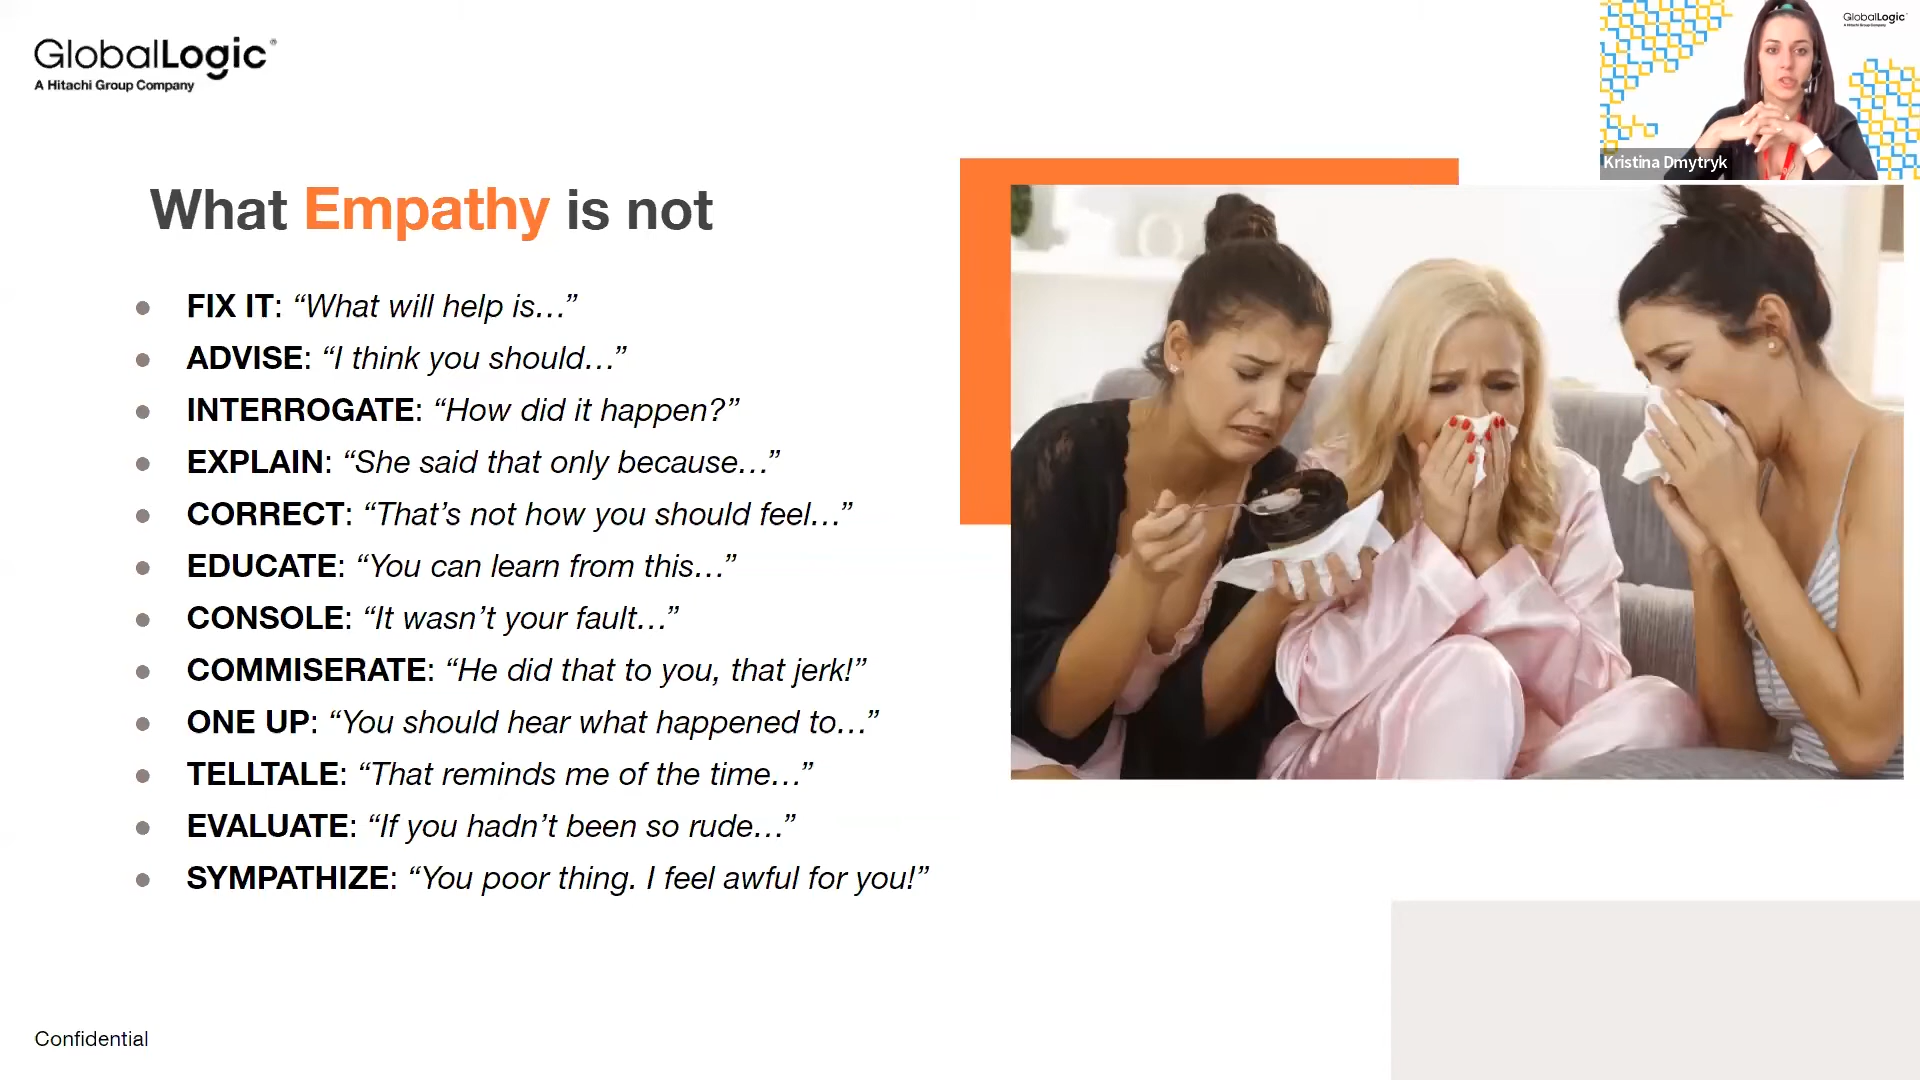 GlobalLogic®
A Hitachi Group Company
GlobalLogic
A Hitachi Group Company
Kristina Dmytryk
What Empathy is not
● FIX IT: “What will help is…”
● ADVISE: “I think you should…”
● INTERROGATE: “How did it happen?”
● EXPLAIN: “She said that only because…”
● CORRECT: “That’s not how you should feel…”
● EDUCATE: “You can learn from this…”
● CONSOLE: “It wasn’t your fault…”
● COMMISERATE: “He did that to you, that jerk!”
● ONE UP: “You should hear what happened to…”
● TELLTALE: “That reminds me of the time…”
● EVALUATE: “If you hadn’t been so rude…”
● SYMPATHIZE: “You poor thing. I feel awful for you!”
Confidential